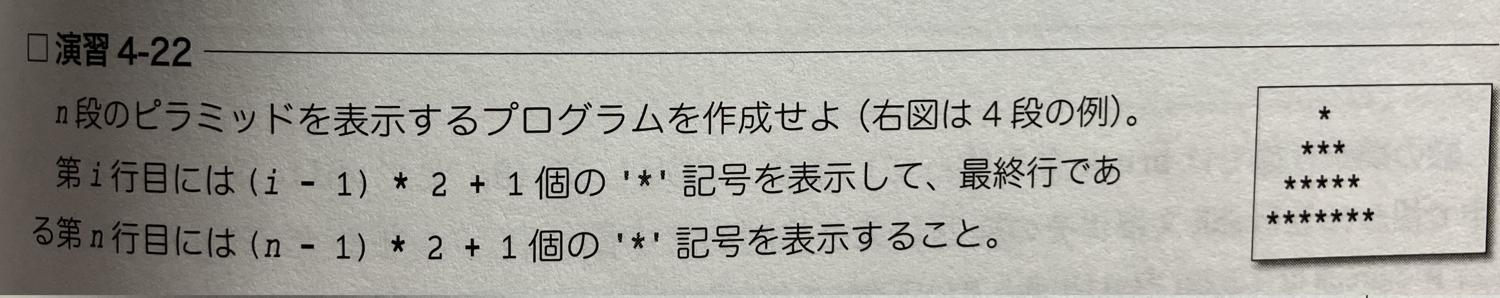 □演習 4-22
n段のピラミッドを表示するプログラムを作成せよ（右図は4段の例）。
第i行目には (i - 1) * 2 + 1 個の '*' 記号を表示して、最終行であ
る第n行目には (n - 1) * 2 + 1 個の '*' 記号を表示すること。
*
***
*****
*******